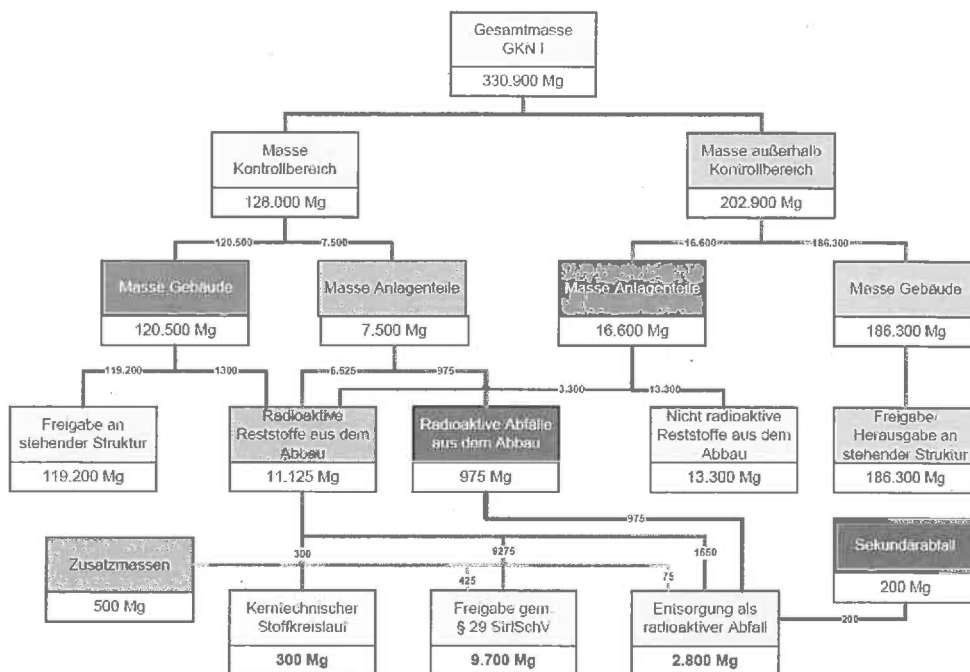 Gesamtmasse
GKN I
330.900 Mg
Masse
Kontrollbereich
128.000 Mg
Masse außerhalb
Kontrollbereich
202.900 Mg
120.500
7.500
16.600
186.300
Masse Gebäude
120.500 Mg
Masse Anlagenteile
7.500 Mg
Masse Anlagenteile
16.600 Mg
Masse Gebäude
186.300 Mg
119.200
1300
6.525
975
3.300
13.300
Freigabe an
stehender Struktur
119.200 Mg
Radioaktive
Reststoffe aus dem
Abbau
11.125 Mg
Radioaktive Abfälle
aus dem Abbau
975 Mg
Nicht radioaktive
Reststoffe aus dem
Abbau
13.300 Mg
Freigabe/
Herausgabe an
stehender Struktur
186.300 Mg
975
Zusatzmassen
500 Mg
300
9275
1650
425
75
Sekundärabfall
200 Mg
200
Kerntechnischer
Stoffkreislauf
300 Mg
Freigabe gem.
§ 29 StrlSchV
9.700 Mg
Entsorgung als
radioaktiver Abfall
2.800 Mg